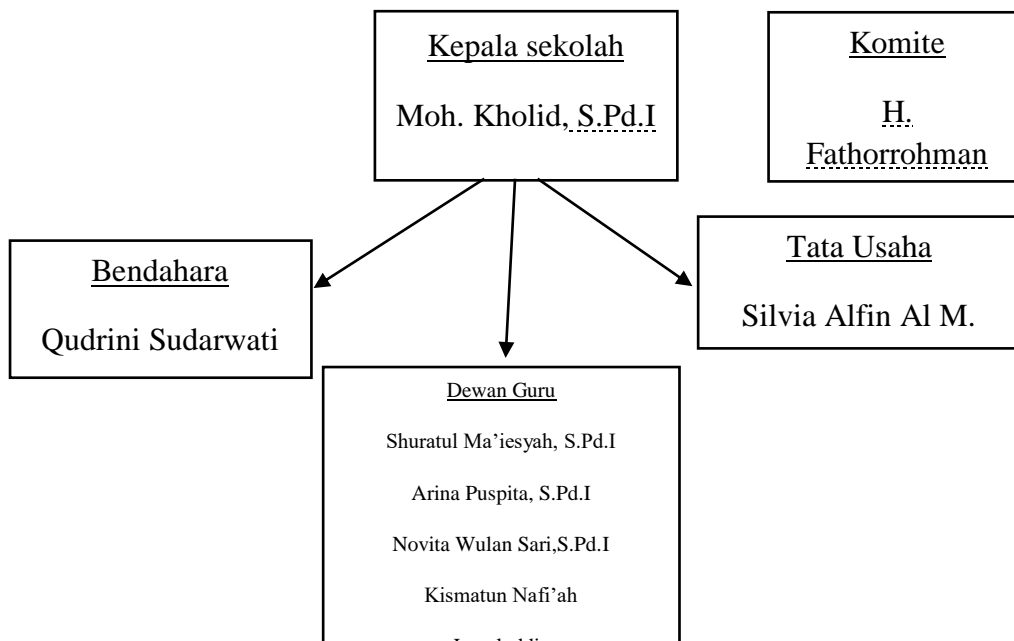 Kepala sekolah
Moh. Kholid, S.Pd.I
Komite
H.
Fathorrohman
Bendahara
Qudrini Sudarwati
Tata Usaha
Silvia Alfin Al M.
Dewan Guru
Shuratul Ma’iesyah, S.Pd.I
Arina Puspita, S.Pd.I
Novita Wulan Sari,S.Pd.I
Kismatun Nafi’ah